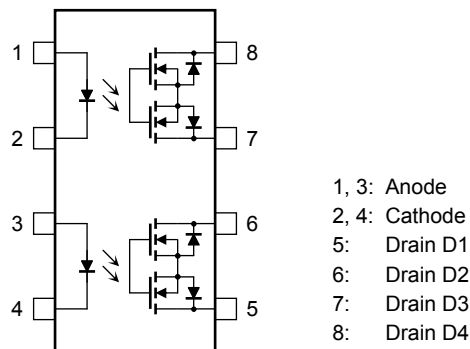 1
8
2
7
3
6
4
5
1, 3: Anode
2, 4: Cathode
5: Drain D1
6: Drain D2
7: Drain D3
8: Drain D4